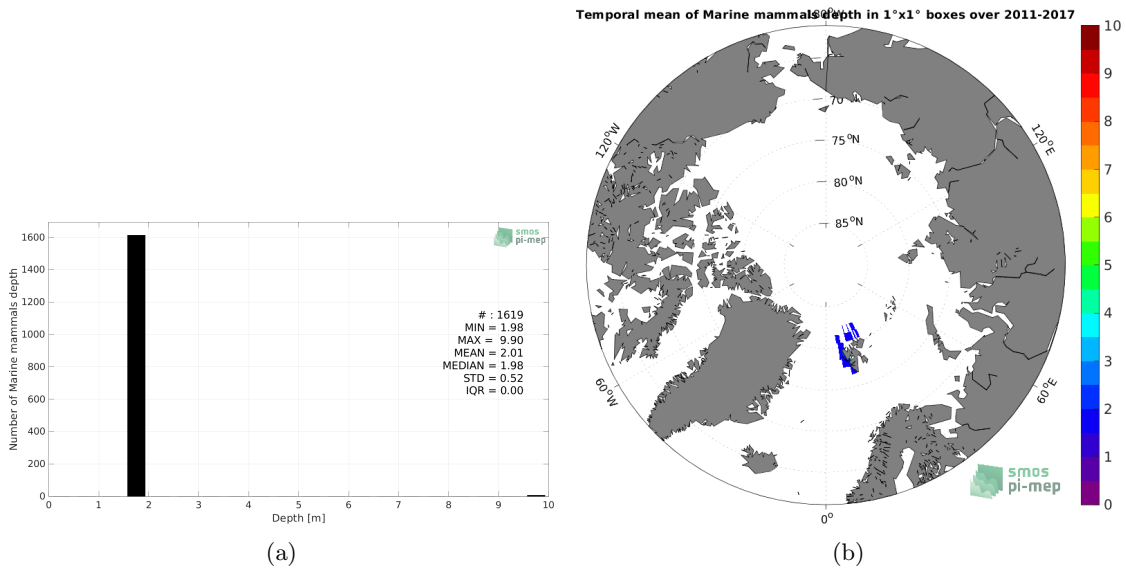 Temporal mean of Marine mammals depth in 1°x1° boxes over 2011-2017
1600
1400
1200
1000
800
600
400
200
0
Number of Marine mammals depth
smos
pi-mep
# : 1619
MIN = 1.98
MAX = 9.90
MEAN = 2.01
MEDIAN = 1.98
STD = 0.52
IQR = 0.00
0 1 2 3 4 5 6 7 8 9 10
Depth [m]
(a)
180°W
70°N
75°N
80°N
85°N
120°W
120°E
60°W
60°E
0°
smos
pi-mep
10
9
8
7
6
5
4
3
2
1
0
(b)